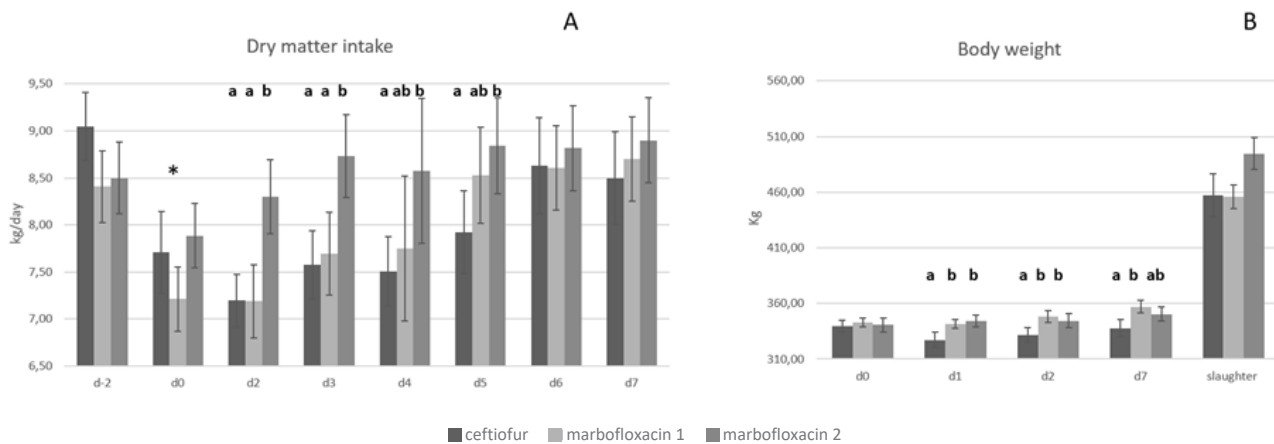 A
Dry matter intake
9,50
9,00
8,50
8,00
7,50
7,00
6,50
kg/day
*
a a b
a a b
a ab b
a ab b
d-2 d0 d2 d3 d4 d5 d6 d7
B
Body weight
560,00
510,00
460,00
410,00
360,00
310,00
Kg
a b b
a b b
a b ab
d0 d1 d2 d7 slaughter
ceftiofur marbofloxacin 1 marbofloxacin 2